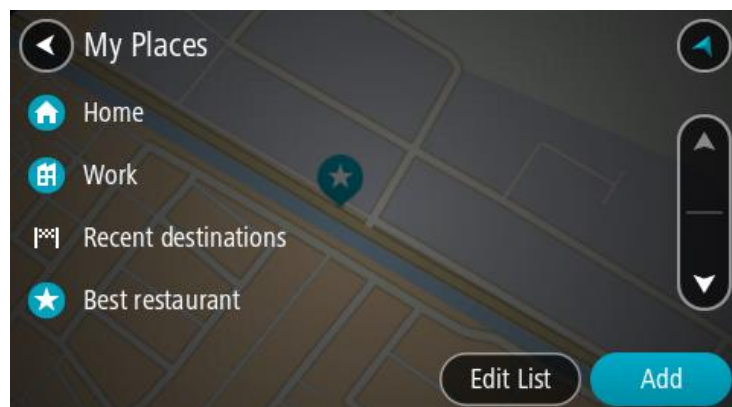 My Places
Home
Work
Recent destinations
Best restaurant
Edit List
Add